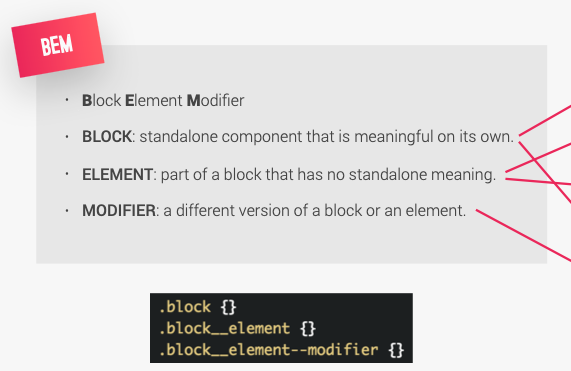 BEM
• Block Element Modifier
• BLOCK: standalone component that is meaningful on its own.
• ELEMENT: part of a block that has no standalone meaning.
• MODIFIER: a different version of a block or an element.
.block {}
.block__element {}
.block__element--modifier {}